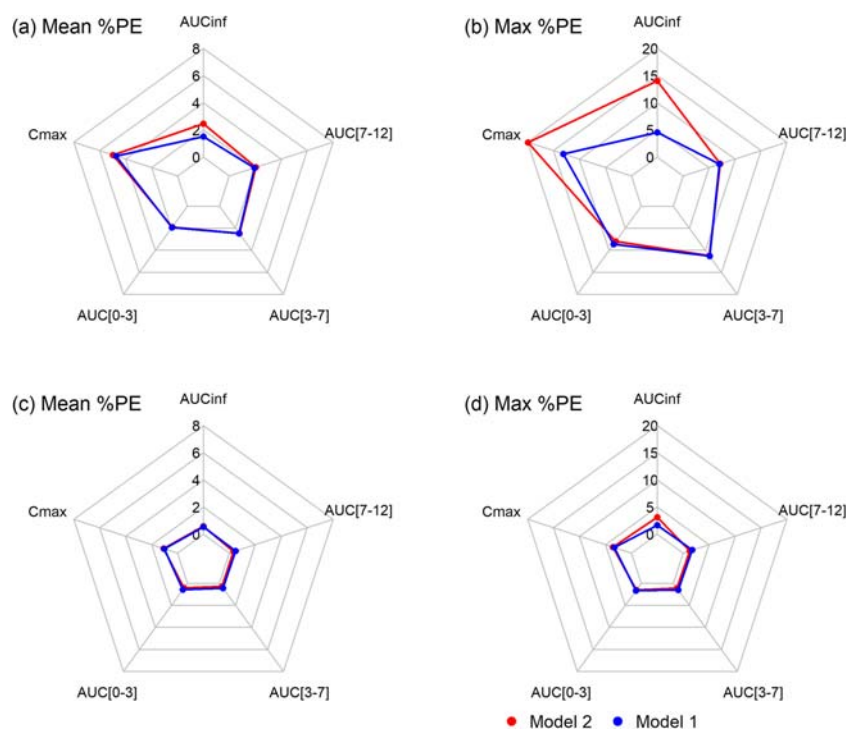 (a) Mean %PE
AUCinf
8
6
4
2
0
Cmax
AUC[7-12]
AUC[0-3]
AUC[3-7]
(b) Max %PE
AUCinf
20
15
10
5
0
Cmax
AUC[7-12]
AUC[0-3]
AUC[3-7]
(c) Mean %PE
AUCinf
8
6
4
2
0
Cmax
AUC[7-12]
AUC[0-3]
AUC[3-7]
(d) Max %PE
AUCinf
20
15
10
5
0
Cmax
AUC[7-12]
AUC[0-3]
AUC[3-7]
Model 2 Model 1